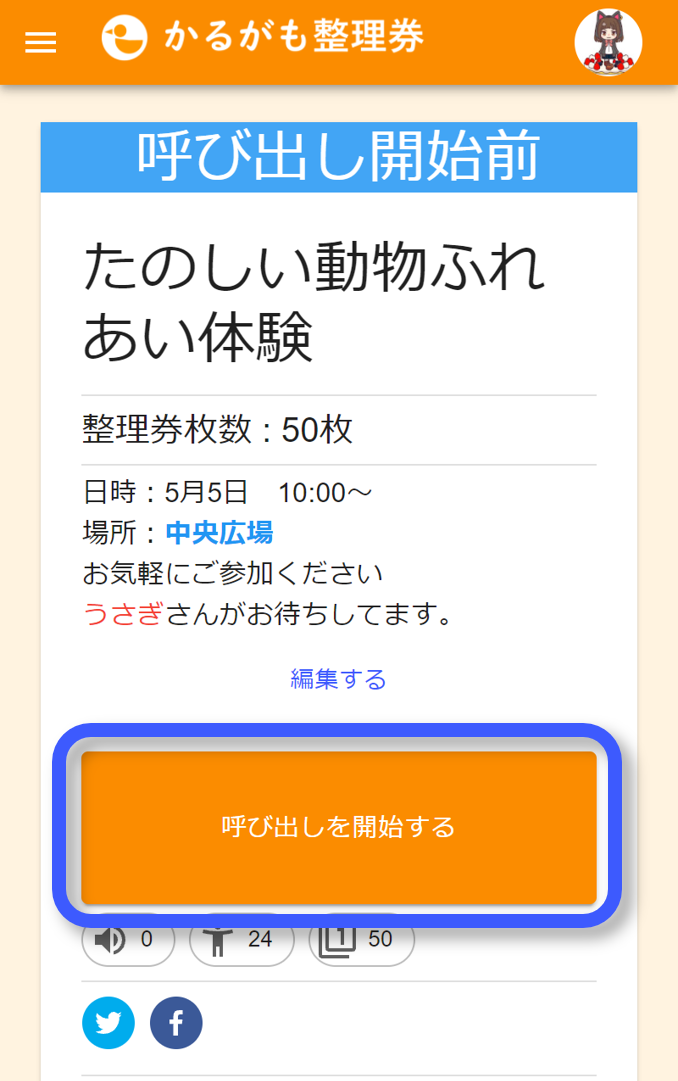 かるがも整理券
呼び出し開始前
たのしい動物ふれ
あい体験
整理券枚数 : 50枚
日時：5月5日　10:00～
場所：中央広場
お気軽にご参加ください
うさぎさんがお待ちしてます。
編集する
呼び出しを開始する
0 24 1 50